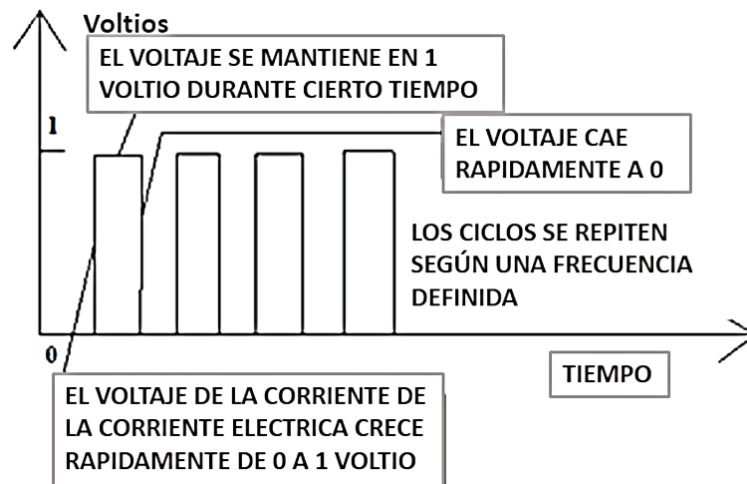 Voltios
EL VOLTAJE SE MANTIENE EN 1
VOLTIO DURANTE CIERTO TIEMPO
1
EL VOLTAJE CAE
RAPIDAMENTE A 0
LOS CICLOS SE REPITEN
SEGÚN UNA FRECUENCIA
DEFINIDA
0
TIEMPO
EL VOLTAJE DE LA CORRIENTE DE
LA CORRIENTE ELECTRICA CRECE
RAPIDAMENTE DE 0 A 1 VOLTIO